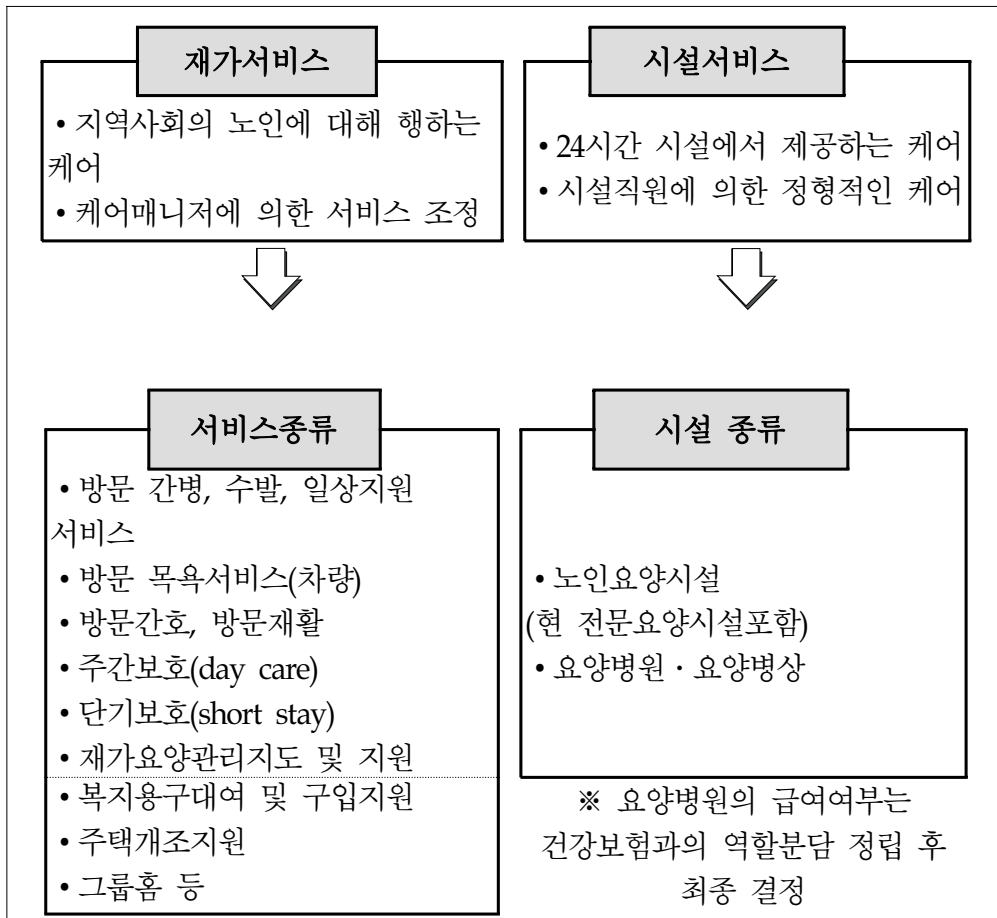 재가서비스
• 지역사회의 노인에 대해 행하는
케어
• 케어매니저에 의한 서비스 조정
시설서비스
• 24시간 시설에서 제공하는 케어
• 시설직원에 의한 정형적인 케어
서비스종류
• 방문 간병, 수발, 일상지원
서비스
• 방문 목욕서비스(차량)
• 방문간호, 방문재활
• 주간보호(day care)
• 단기보호(short stay)
• 재가요양관리지도 및 지원
• 복지용구대여 및 구입지원
• 주택개조지원
• 그룹홈 등
시설 종류
• 노인요양시설
(현 전문요양시설포함)
• 요양병원 · 요양병상
※ 요양병원의 급여여부는
건강보험과의 역할분담 정립 후
최종 결정